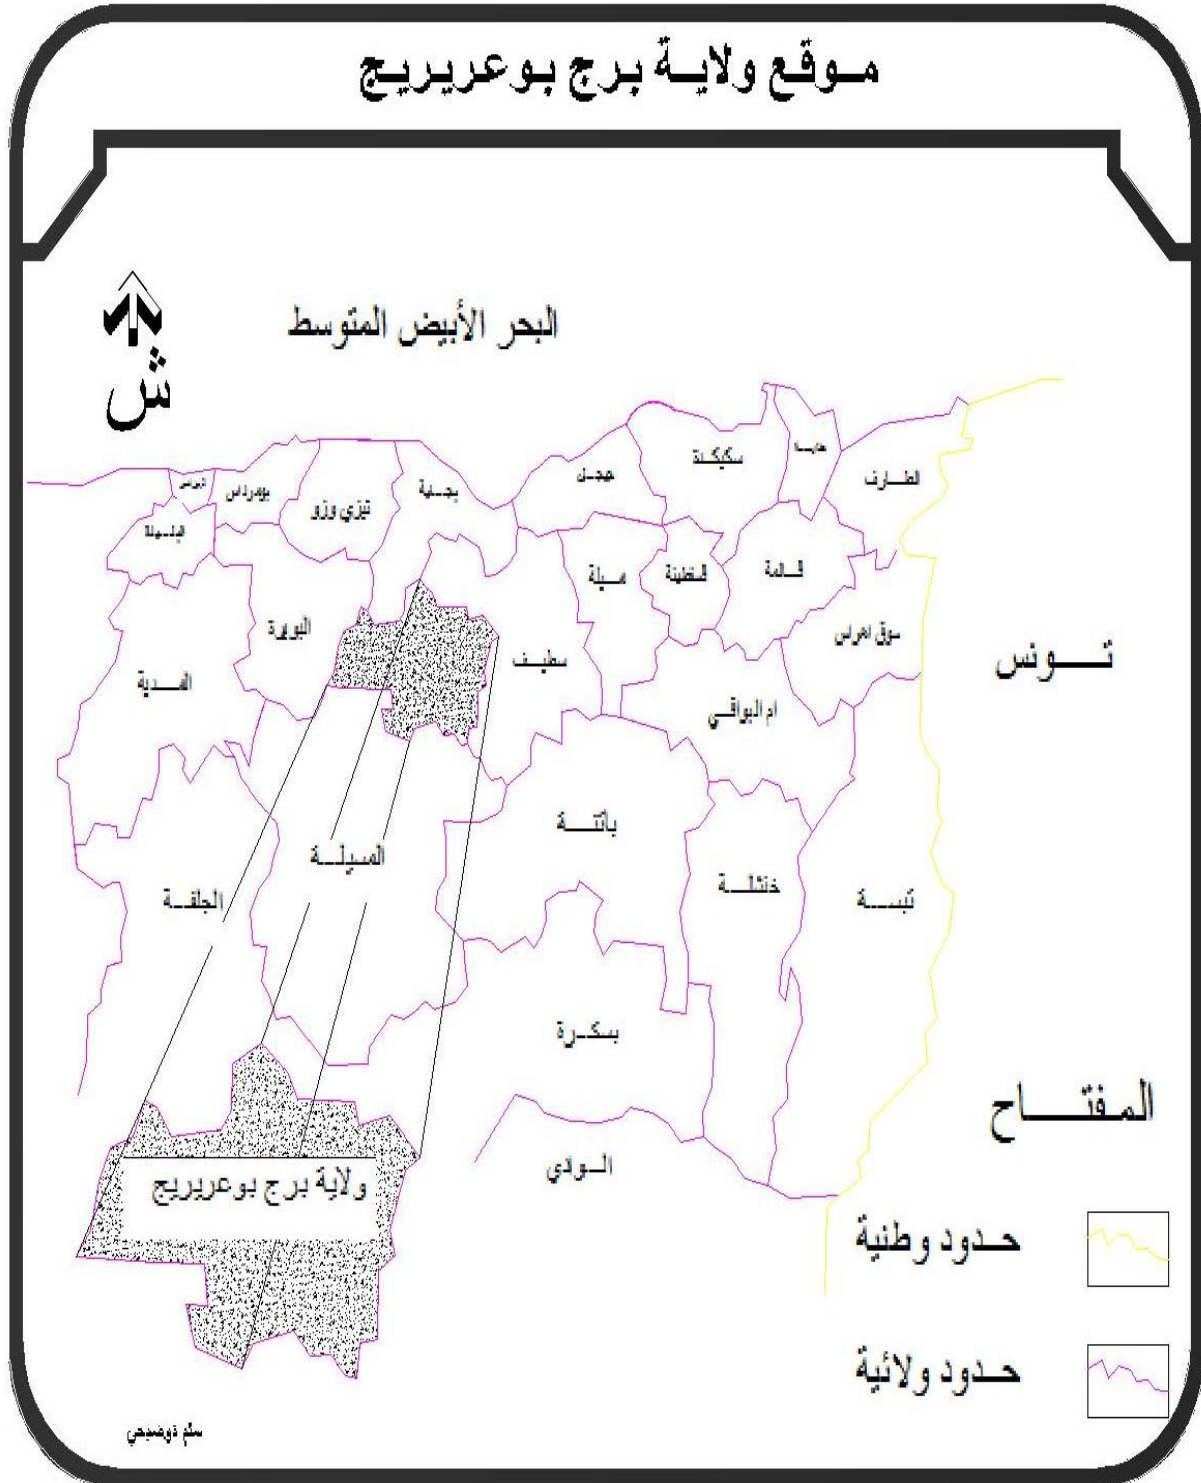 موقع ولاية برج بوعريريج
البحر الأبيض المتوسط
ش
سكيكدة
الطارف
جيجل
بجاية
تيزي وزو
بومرداس
قالمة
ميلة
سوق اهراس
البويرة
سطيف
المدية
ام البواقي
تونس
باتنة
المسيلة
خنشلة
تبسة
الجلفة
بسكرة
الوادي
المفتاح
ولاية برج بوعريريج
حدود وطنية
حدود ولائية
سلم توضيحي